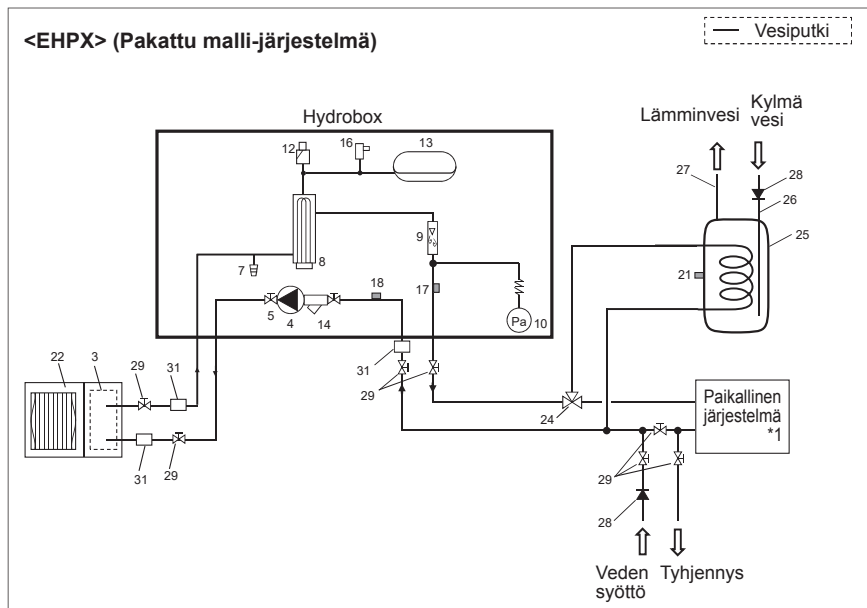 <EHPX> (Pakattu malli-järjestelmä)
Vesiputki
Hydrobox
Lämminvesi
Kylmä
vesi
12
16
13
27
28
26
25
7
8
9
21
18
17
5
4
14
Pa
10
22
3
29
31
31
29
24
Paikallinen
järjestelmä
*1
31
29
29
28
Veden
syöttö
Tyhjennys